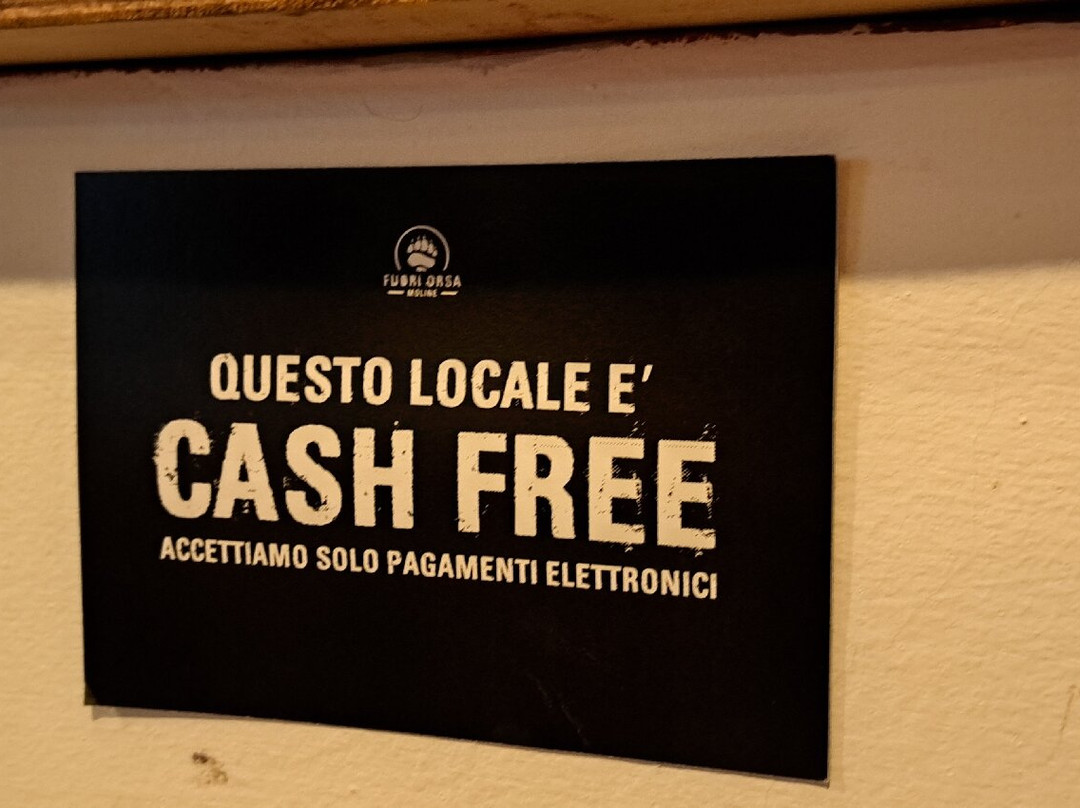 FUORI ORSA
MOLINE
QUESTO LOCALE E'
CASH FREE
ACCETTIAMO SOLO PAGAMENTI ELETTRONICI